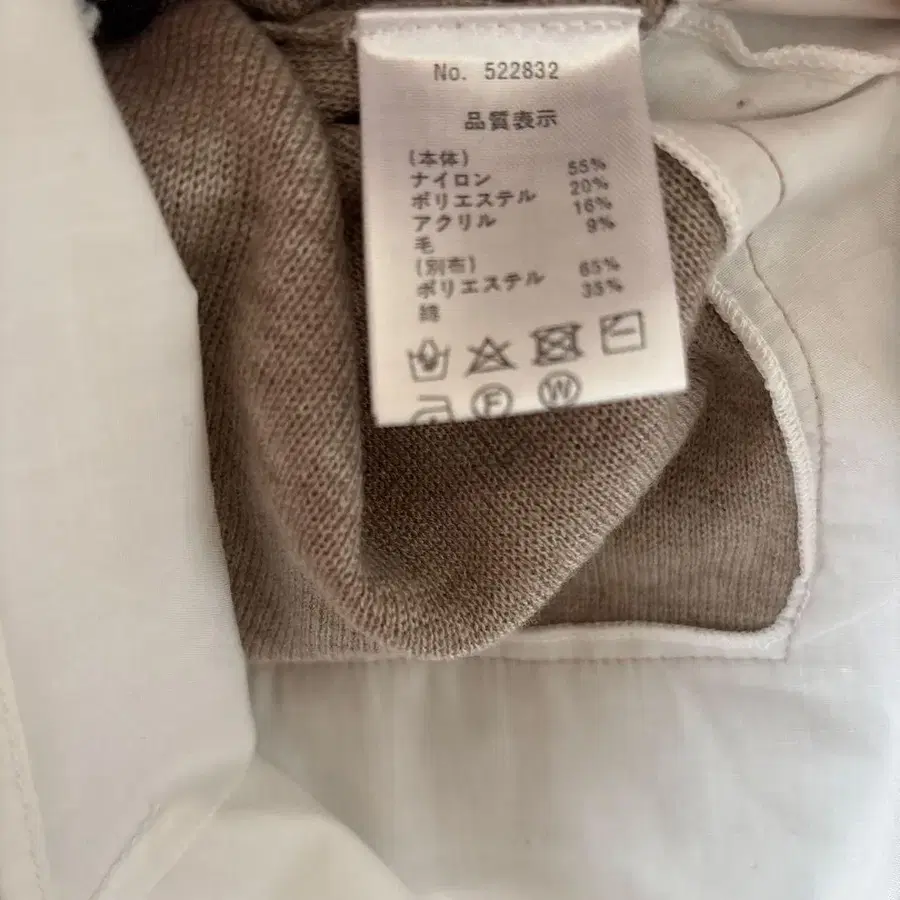 No. 522832
品質表示
(本体)
ナイロン 55%
ポリエステル 20%
アクリル 16%
毛 9%
(別布)
ポリエステル 65%
綿 35%
F W